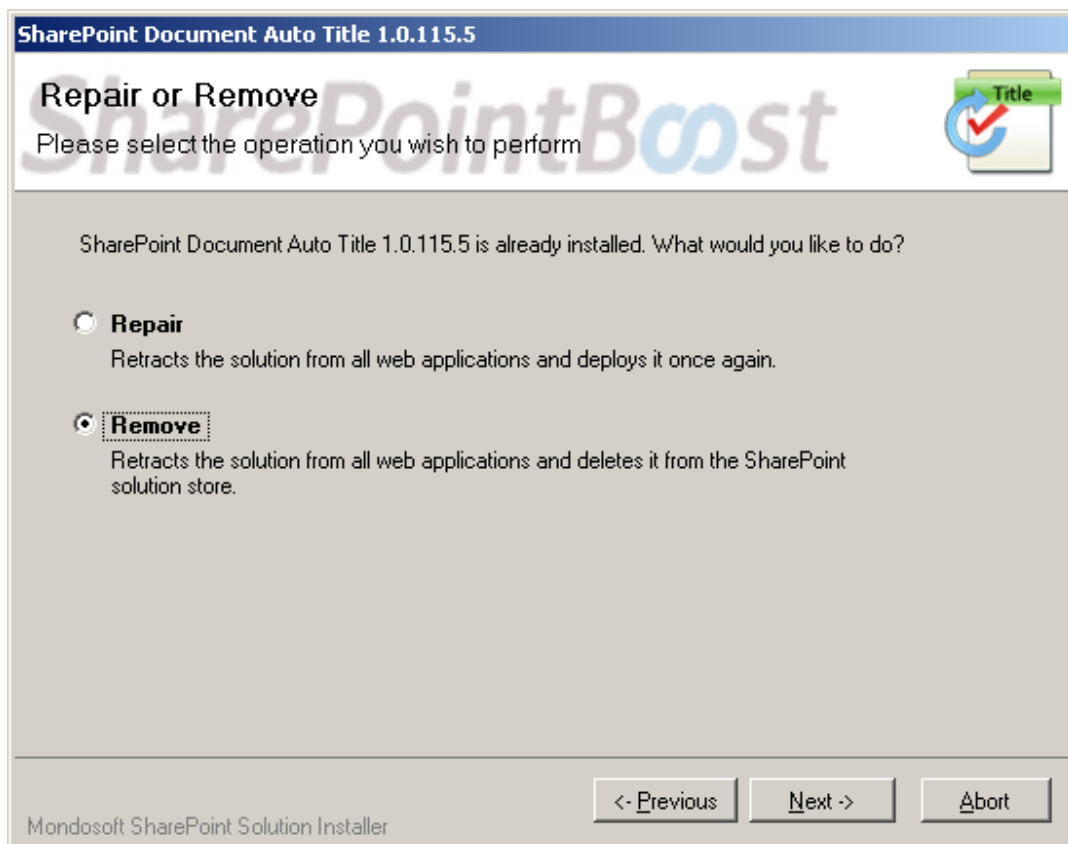 SharePoint Document Auto Title 1.0.115.5
SharePointBoost
Repair or Remove
Title
Please select the operation you wish to perform
SharePoint Document Auto Title 1.0.115.5 is already installed. What would you like to do?
Repair
Retracts the solution from all web applications and deploys it once again.
Remove
Retracts the solution from all web applications and deletes it from the SharePoint
solution store.
<- Previous
Next ->
Abort
Mondosoft SharePoint Solution Installer